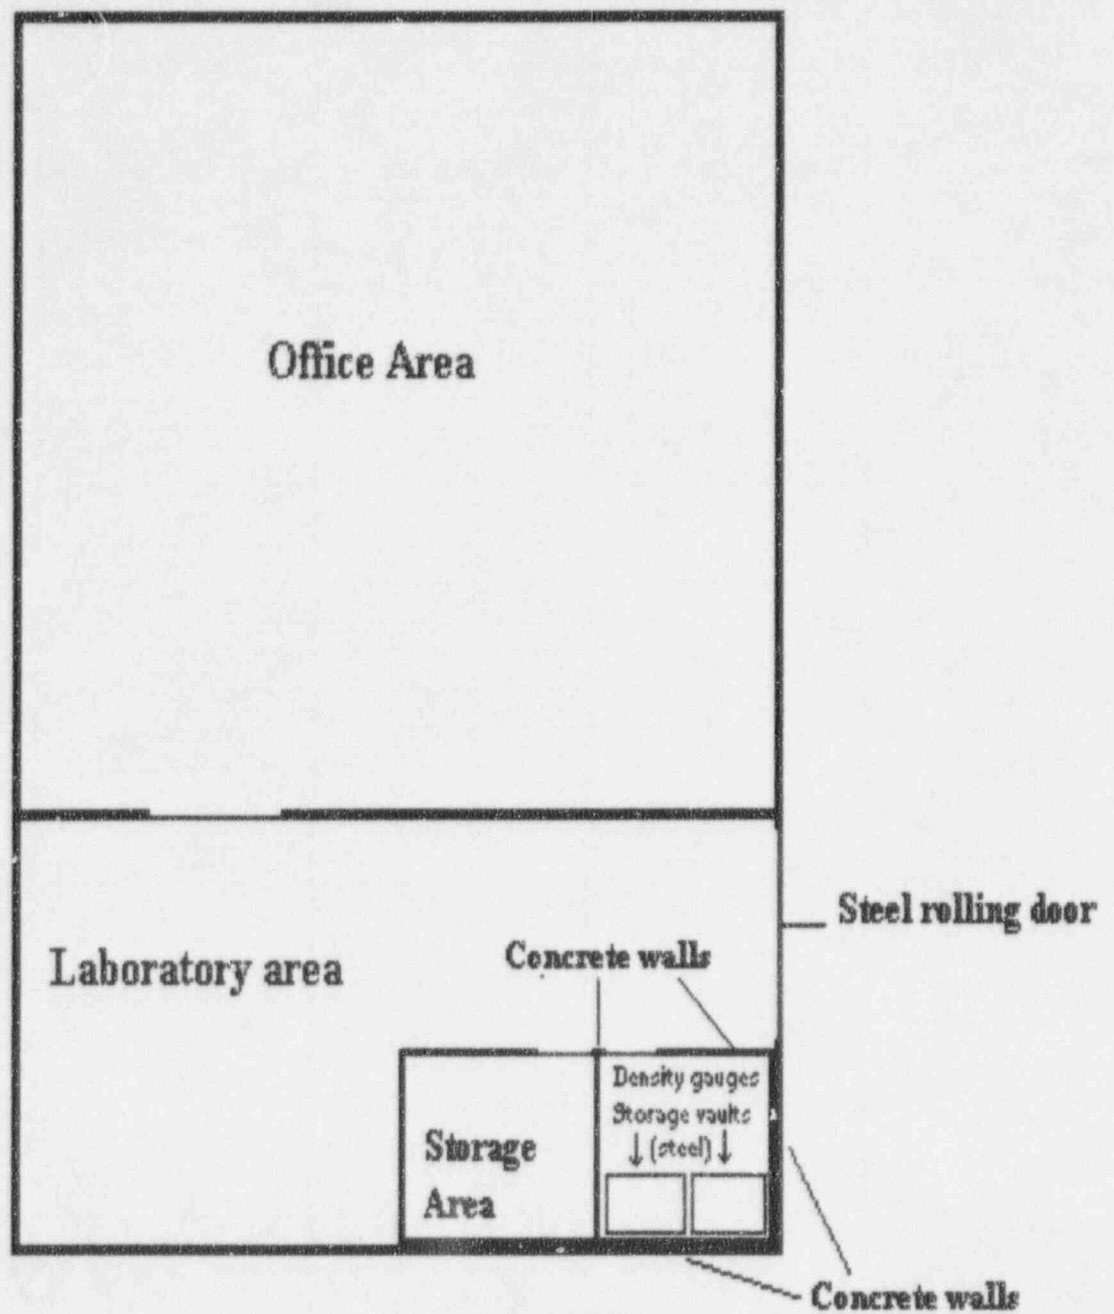 Office Area
Steel rolling door
Concrete walls
Laboratory area
Density gauges
Storage vaults
(steel)
Storage
Area
Concrete walls